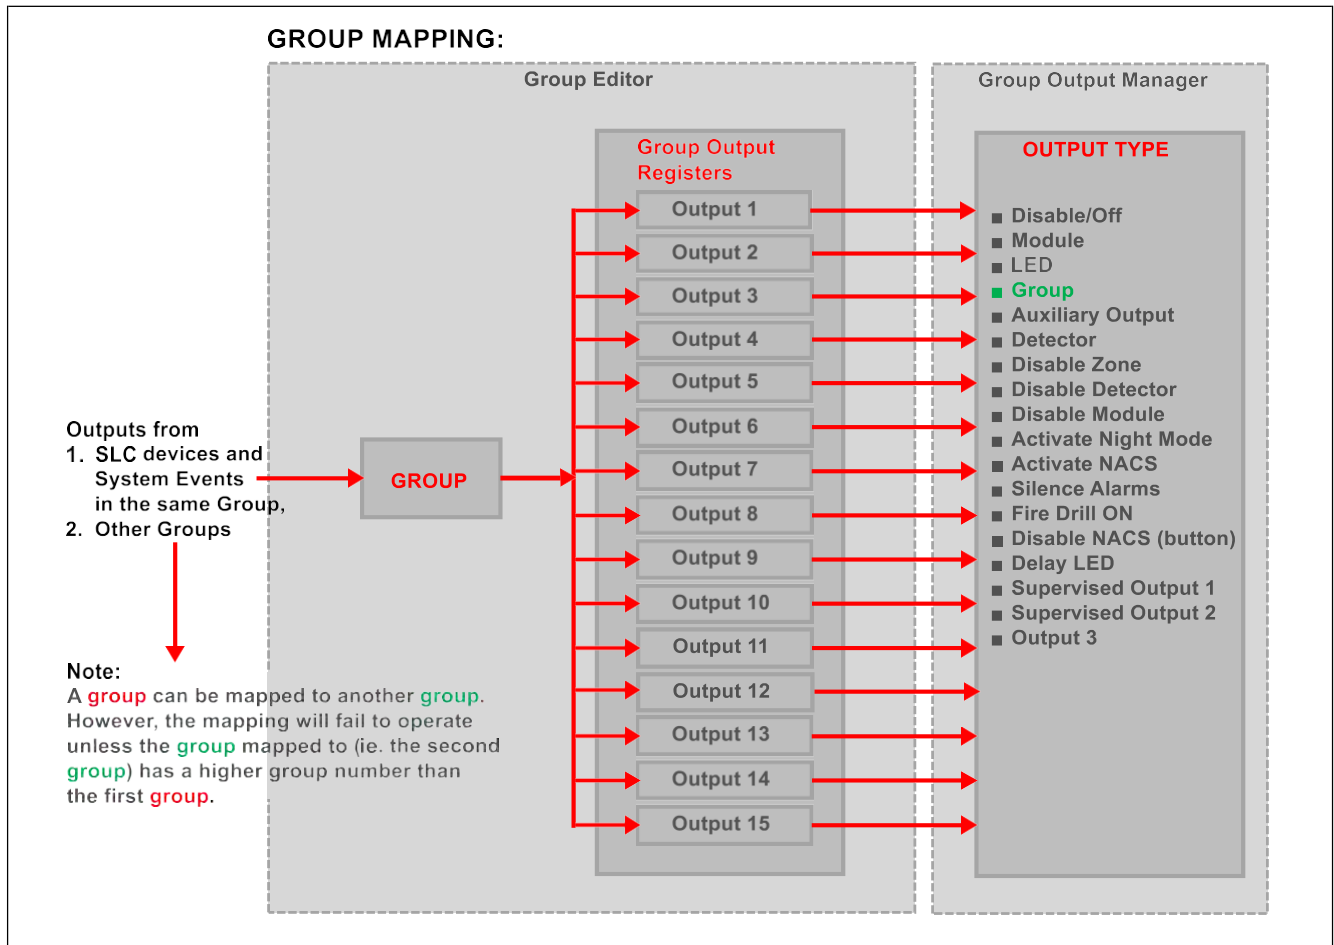 GROUP MAPPING:
Group Editor
Group Output Manager
Group Output
Registers
Output 1
Output 2
Output 3
Output 4
Output 5
Output 6
Output 7
Output 8
Output 9
Output 10
Output 11
Output 12
Output 13
Output 14
Output 15
OUTPUT TYPE
Disable/Off
Module
LED
Group
Auxiliary Output
Detector
Disable Zone
Disable Detector
Disable Module
Activate Night Mode
Activate NACS
Silence Alarms
Fire Drill ON
Disable NACS (button)
Delay LED
Supervised Output 1
Supervised Output 2
Output 3
Outputs from
1. SLC devices and
System Events
in the same Group,
2. Other Groups
GROUP
Note:
A group can be mapped to another group.
However, the mapping will fail to operate
unless the group mapped to (ie. the second
group) has a higher group number than
the first group.